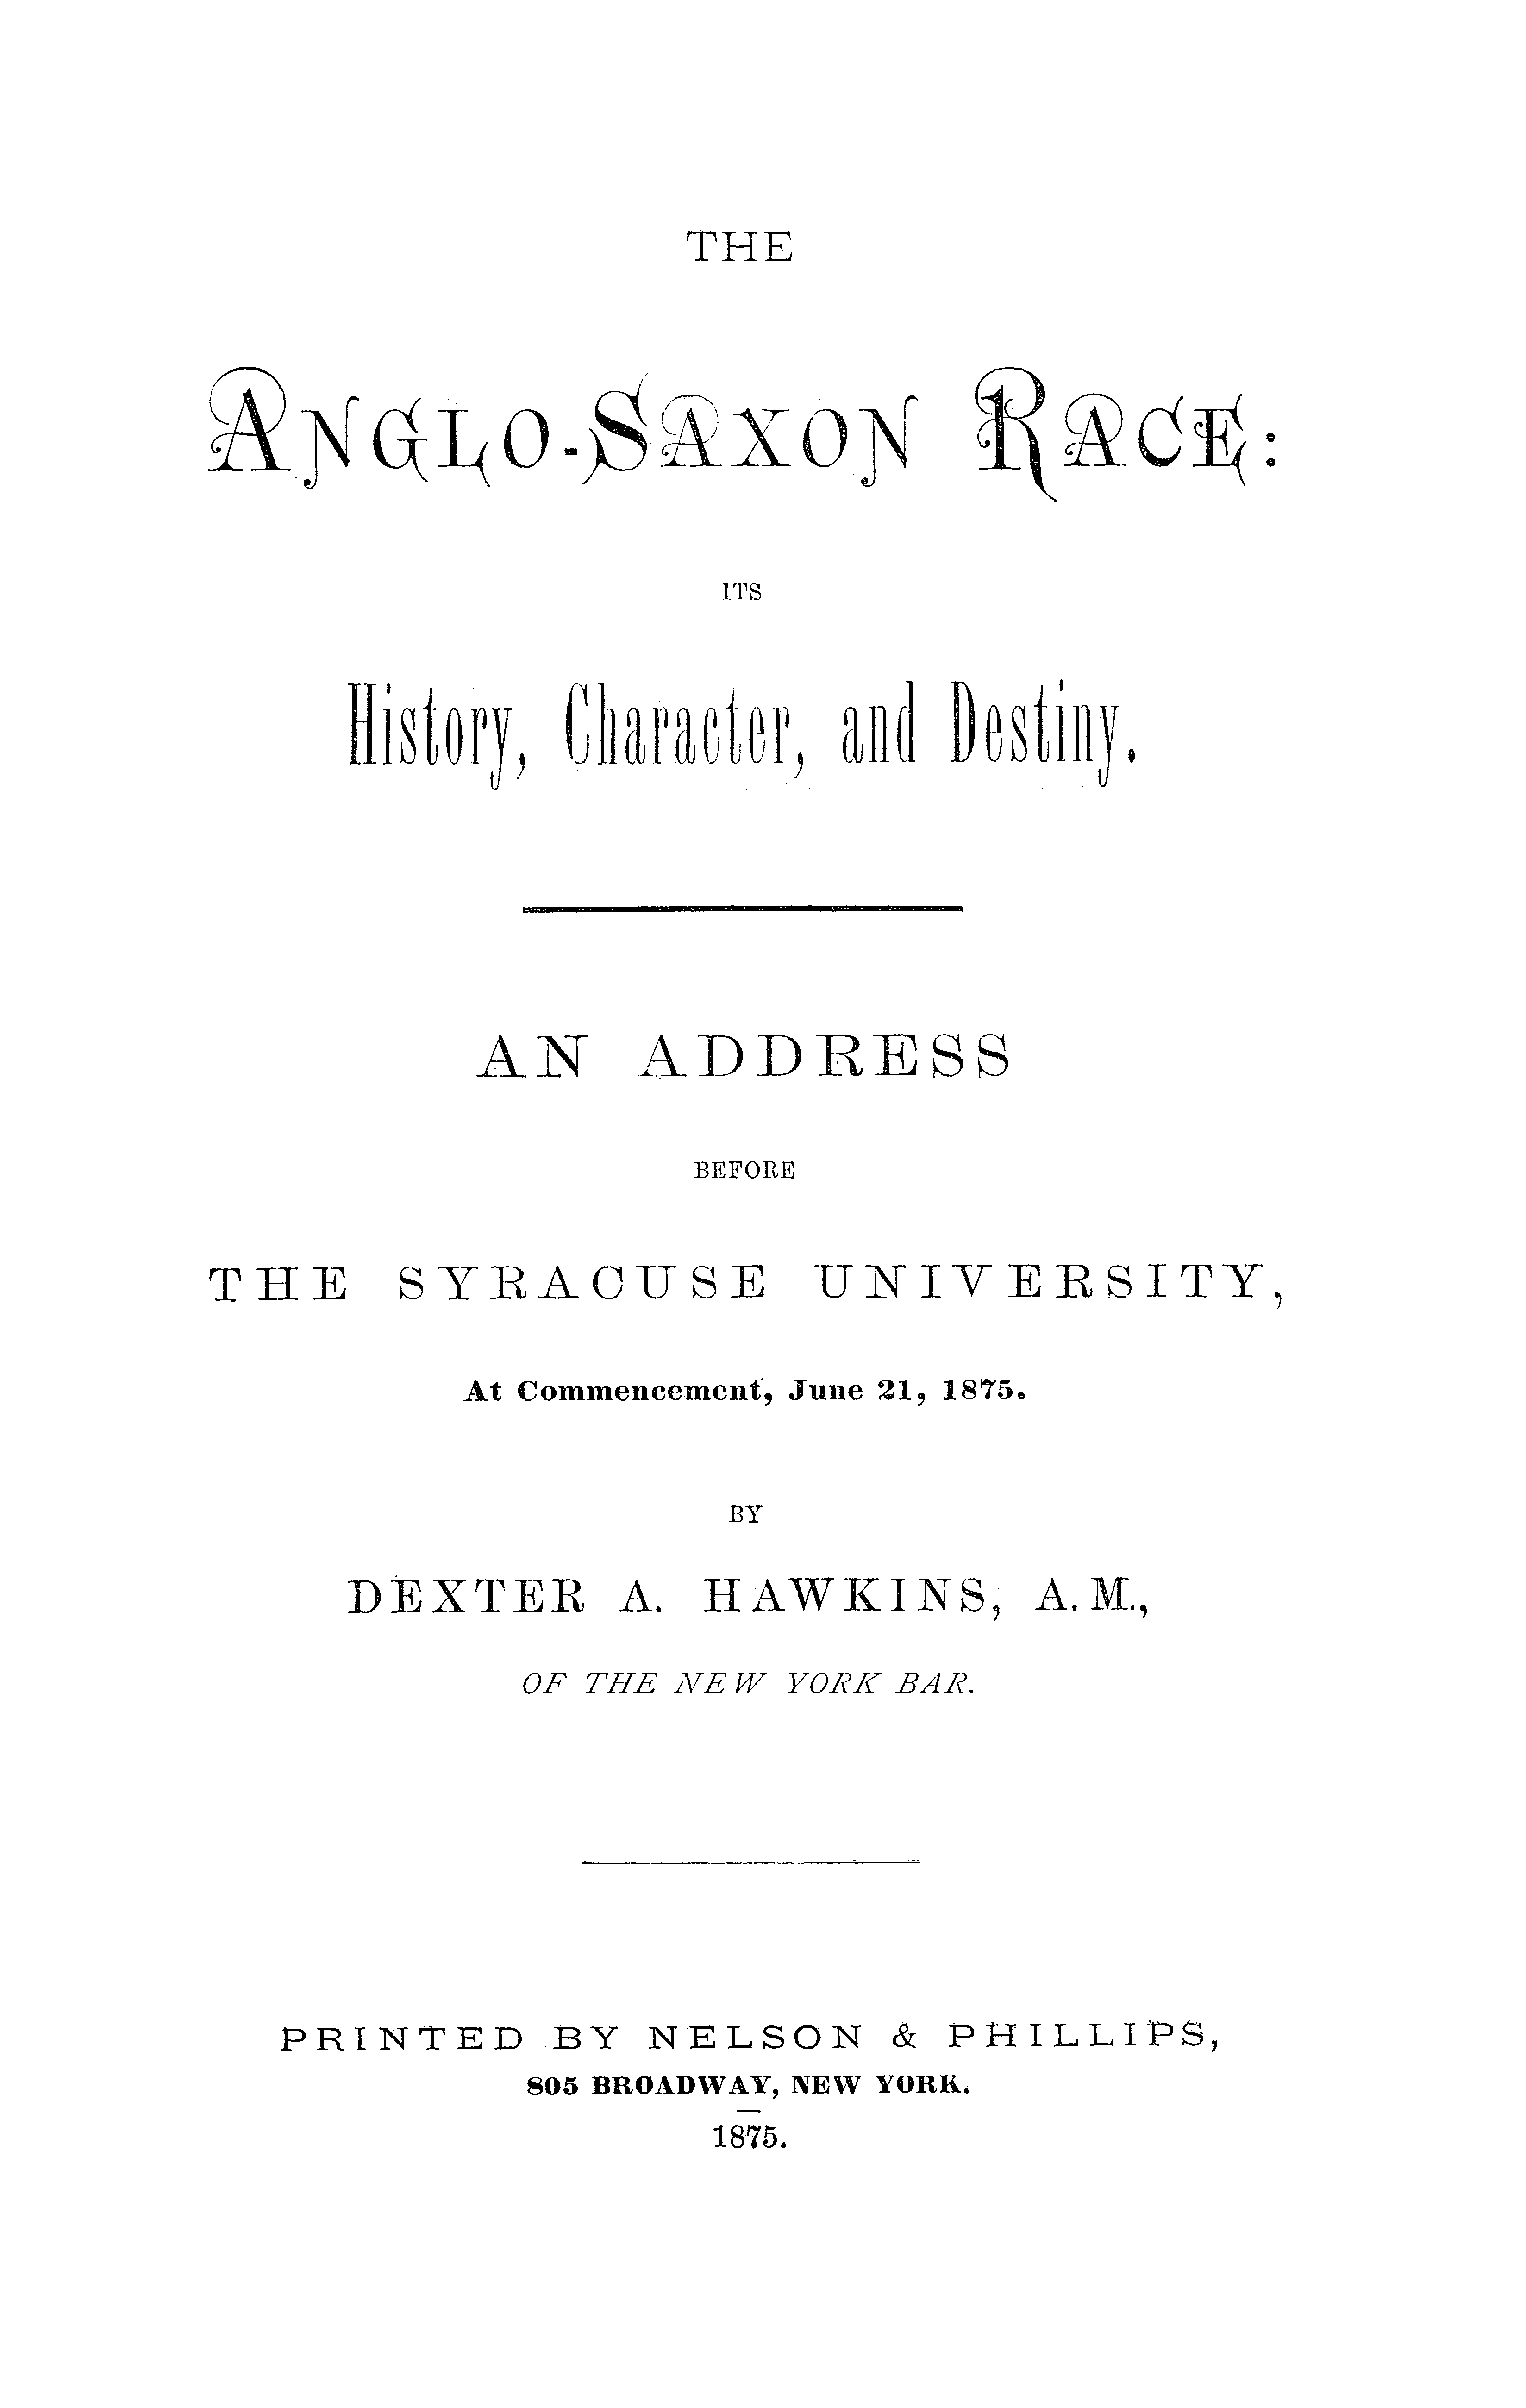 THE
ANGLO-SAXON RACE:
ITS
History, Character, and Destiny.
AN ADDRESS
BEFORE
THE SYRACUSE UNIVERSITY,
At Commencement, June 21, 1875.
BY
DEXTER A. HAWKINS, A.M.,
OF THE NEW YORK BAR.
PRINTED BY NELSON & PHILLIPS,
805 BROADWAY, NEW YORK.
1875.